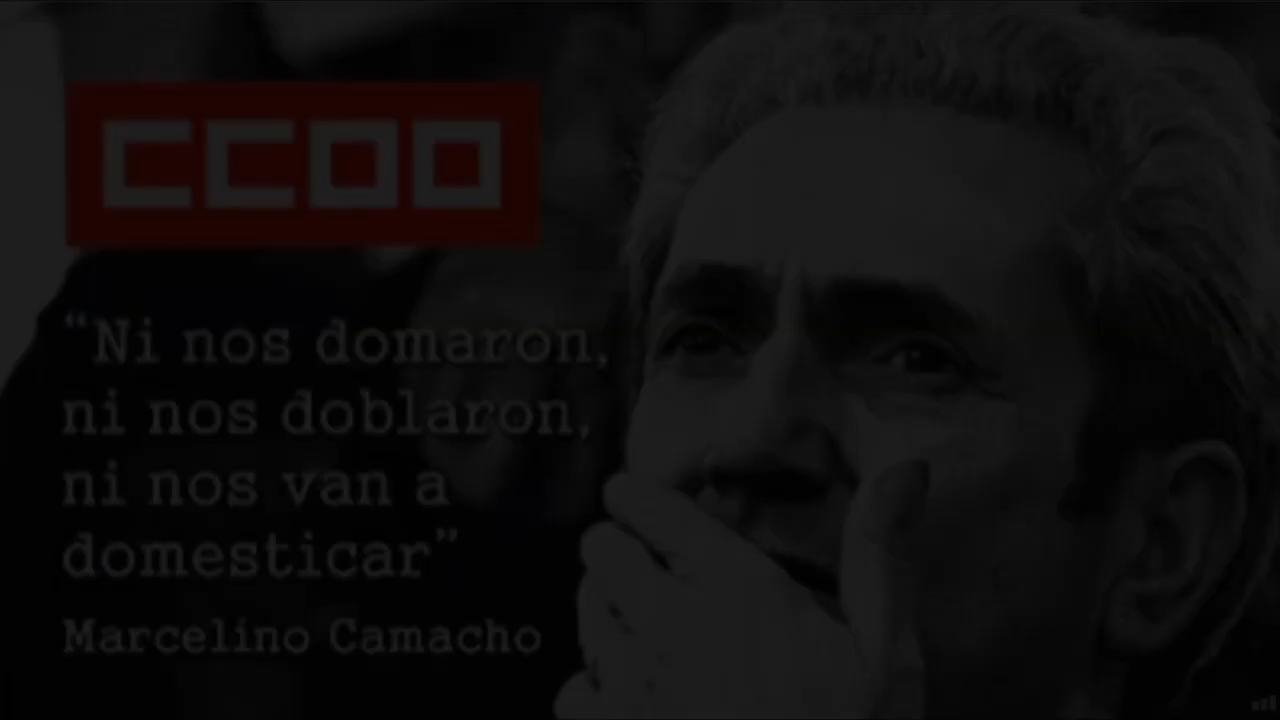 CCOO
“Ni nos domaron,
ni nos doblaron,
ni nos van a
domesticar”
Marcelino Camacho